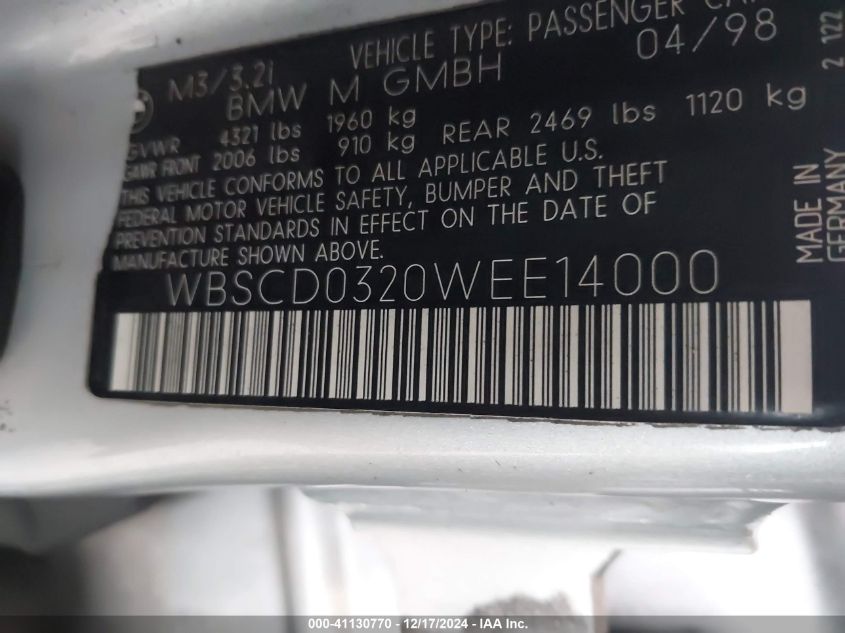 VEHICLE TYPE: PASSENGER
M3/3.2i
04/98
BMW M GMBH
GVWR 4321 lbs 1960 kg
GAWR FRONT 2006 lbs 910 kg REAR 2469 lbs 1120 kg
THIS VEHICLE CONFORMS TO ALL APPLICABLE U.S.
FEDERAL MOTOR VEHICLE SAFETY, BUMPER AND THEFT
PREVENTION STANDARDS IN EFFECT ON THE DATE OF
MANUFACTURE SHOWN ABOVE.
MADE IN
GERMANY
2 122
WBSCD0320WEE14000
000-41130770 - 12/17/2024 - IAA Inc.